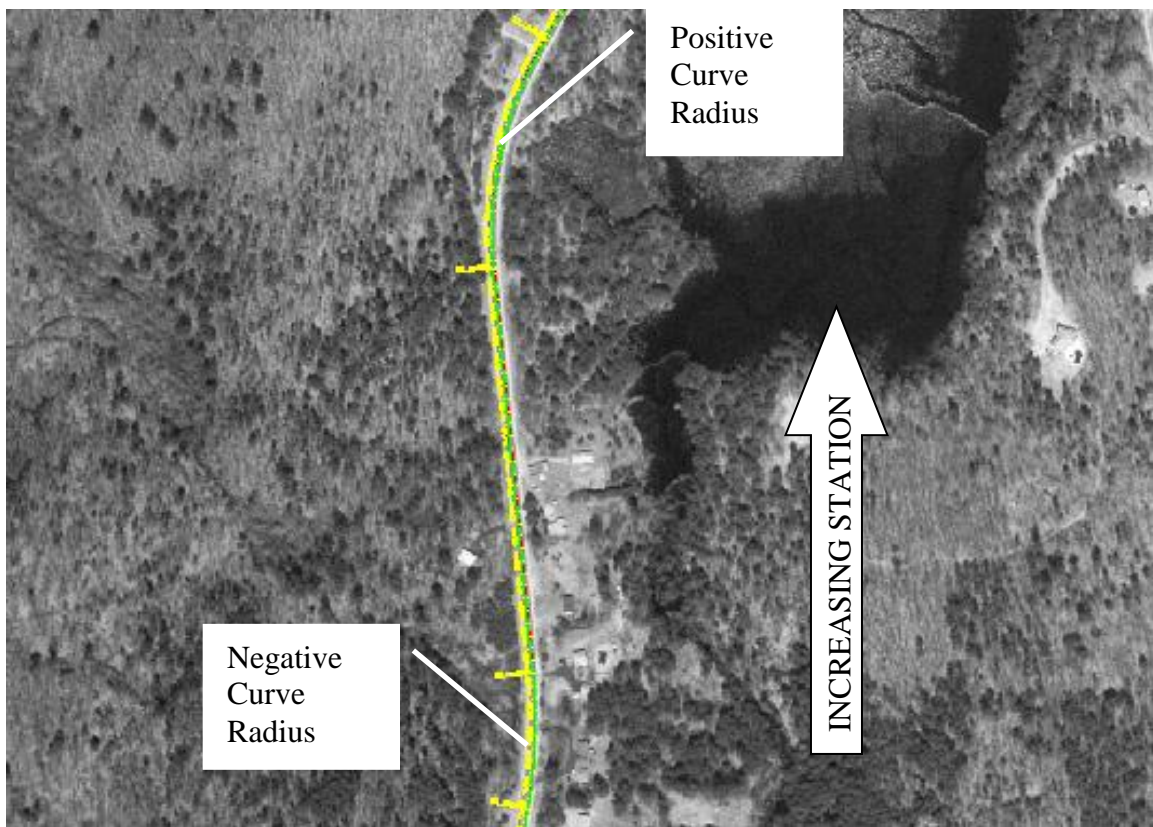 Positive
Curve
Radius
INCREASING STATION
Negative
Curve
Radius